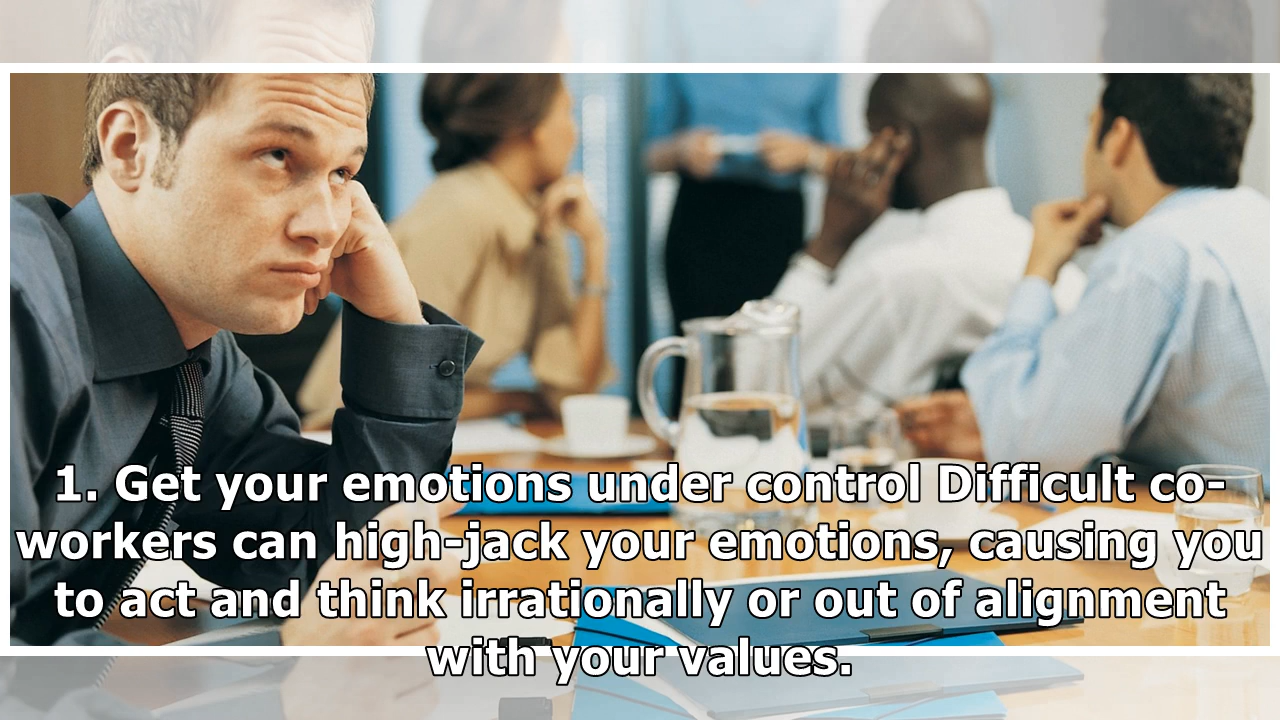 1. Get your emotions under control Difficult co-
workers can high-jack your emotions, causing you
to act and think irrationally or out of alignment
with your values.